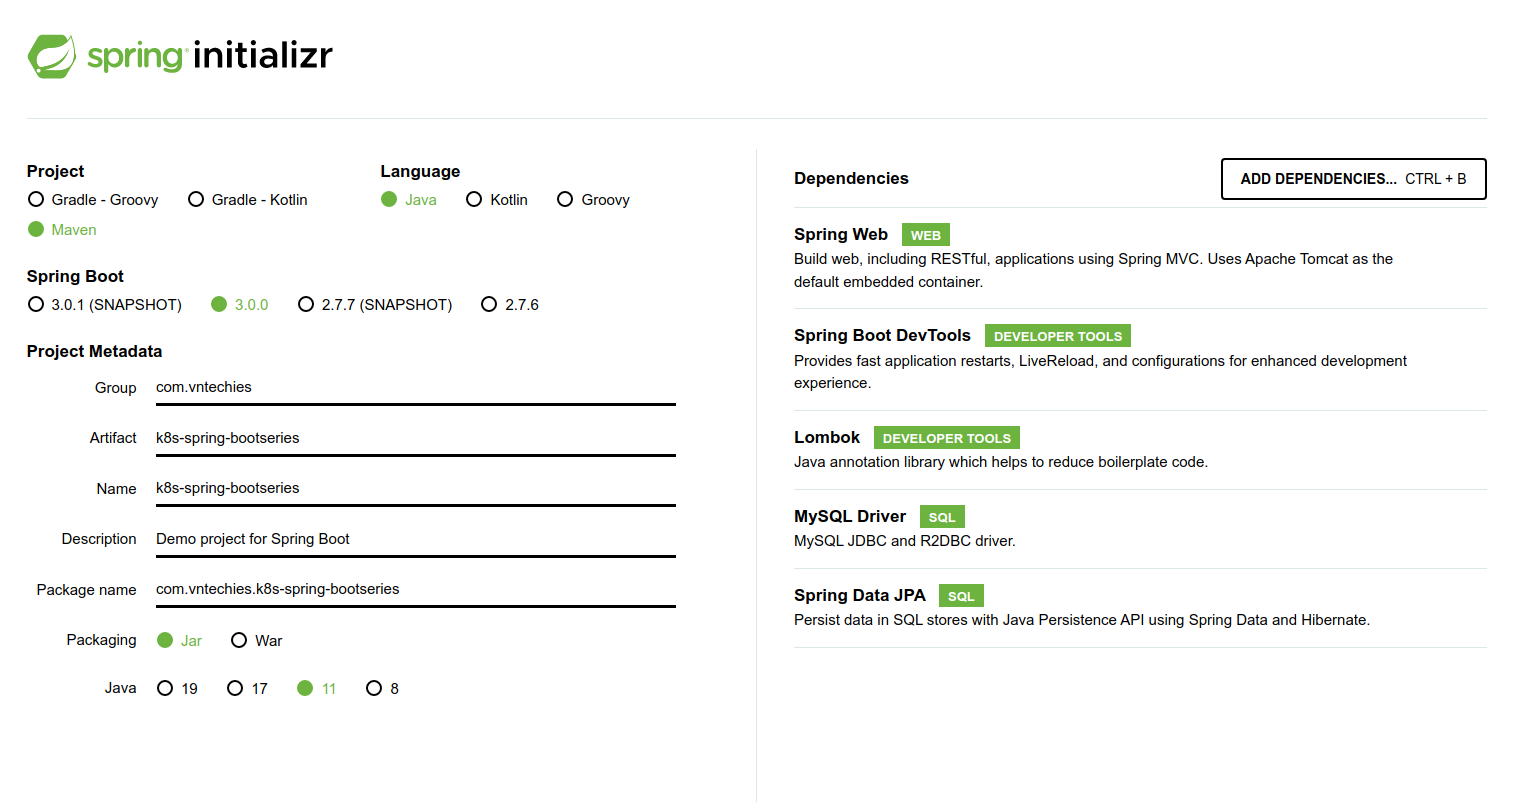 spring initializr
Project
Gradle - Groovy Gradle - Kotlin
Maven
Language
Java Kotlin Groovy
Spring Boot
3.0.1 (SNAPSHOT) 3.0.0 2.7.7 (SNAPSHOT) 2.7.6
Project Metadata
Group com.vntechies
Artifact k8s-spring-bootseries
Name k8s-spring-bootseries
Description Demo project for Spring Boot
Package name com.vntechies.k8s-spring-bootseries
Packaging Jar War
Java 19 17 11 8
Dependencies ADD DEPENDENCIES... CTRL + B
Spring Web WEB
Build web, including RESTful, applications using Spring MVC. Uses Apache Tomcat as the
default embedded container.
Spring Boot DevTools DEVELOPER TOOLS
Provides fast application restarts, LiveReload, and configurations for enhanced development
experience.
Lombok DEVELOPER TOOLS
Java annotation library which helps to reduce boilerplate code.
MySQL Driver SQL
MySQL JDBC and R2DBC driver.
Spring Data JPA SQL
Persist data in SQL stores with Java Persistence API using Spring Data and Hibernate.